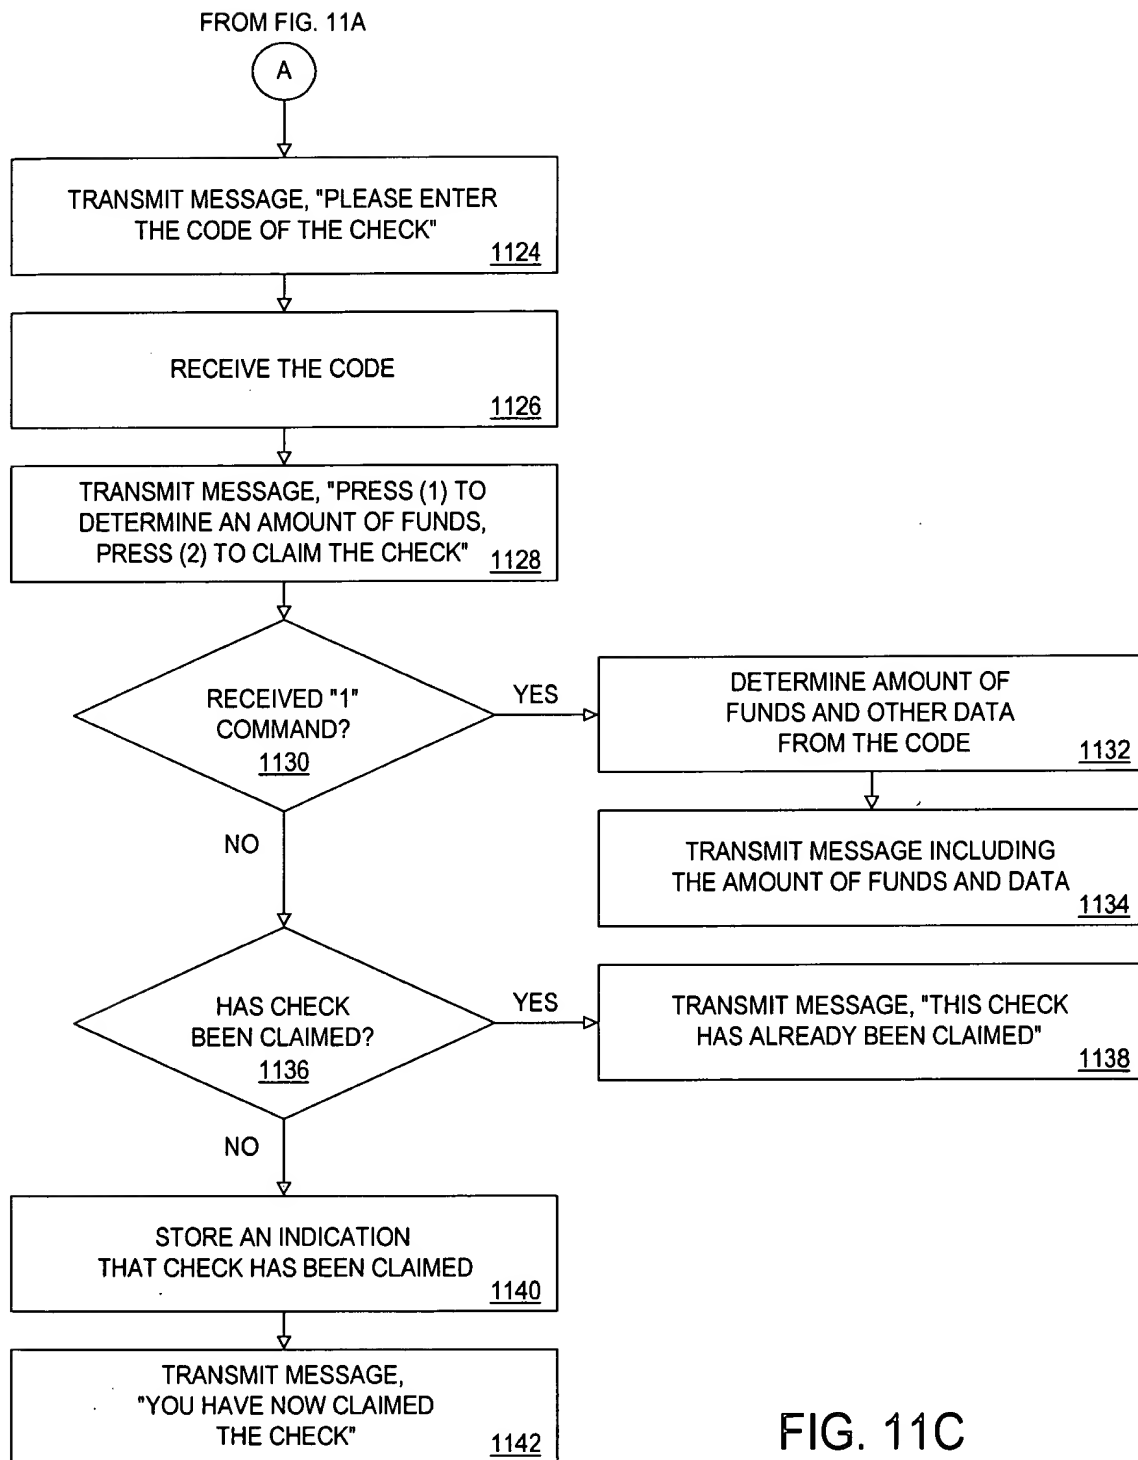 FROM FIG. 11A
A
TRANSMIT MESSAGE, "PLEASE ENTER
THE CODE OF THE CHECK"
1124
RECEIVE THE CODE
1126
TRANSMIT MESSAGE, "PRESS (1) TO
DETERMINE AN AMOUNT OF FUNDS,
PRESS (2) TO CLAIM THE CHECK"
1128
RECEIVED "1"
COMMAND?
1130
YES
DETERMINE AMOUNT OF
FUNDS AND OTHER DATA
FROM THE CODE
1132
TRANSMIT MESSAGE INCLUDING
THE AMOUNT OF FUNDS AND DATA
1134
NO
HAS CHECK
BEEN CLAIMED?
1136
YES
TRANSMIT MESSAGE, "THIS CHECK
HAS ALREADY BEEN CLAIMED"
1138
NO
STORE AN INDICATION
THAT CHECK HAS BEEN CLAIMED
1140
TRANSMIT MESSAGE,
"YOU HAVE NOW CLAIMED
THE CHECK"
1142
FIG. 11C